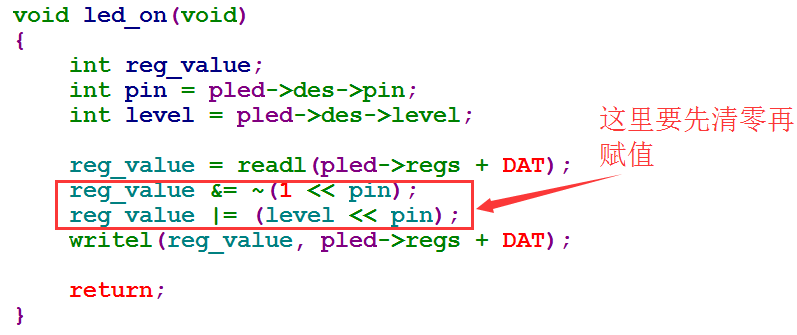 void led_on(void)
{
    int reg_value;
    int pin = pled->des->pin;
    int level = pled->des->level;
这里要先清零再
赋值
    reg_value = readl(pled->regs + DAT);
    reg_value &= ~(1 << pin);
    reg_value |= (level << pin);
    writel(reg_value, pled->regs + DAT);
    return;
}